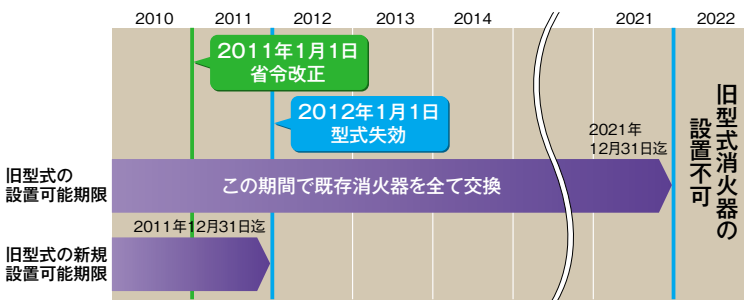 2010 2011 2012 2013 2014 2021 2022
2011年1月1日
省令改正
2012年1月1日
型式失効
2021年
12月31日迄
旧型式消火器の
設置不可
旧型式の
設置可能期限
この期間で既存消火器を全て交換
2011年12月31日迄
旧型式の新規
設置可能期限